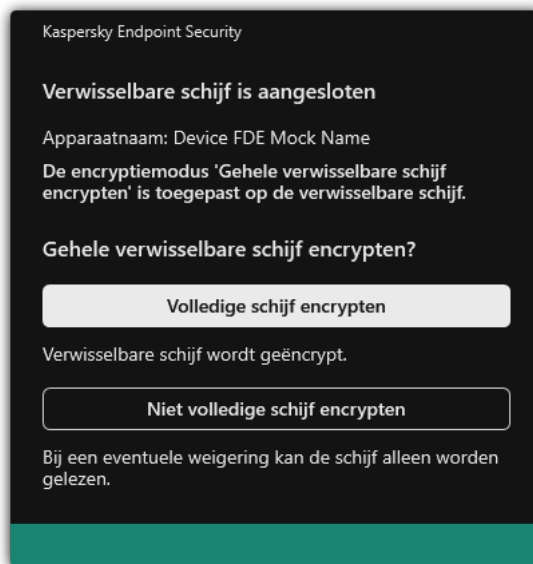 Kaspersky Endpoint Security
Verwisselbare schijf is aangesloten
Apparaatnaam: Device FDE Mock Name
De encryptiemodus 'Gehele verwisselbare schijf
encrypten' is toegepast op de verwisselbare schijf.
Gehele verwisselbare schijf encrypten?
Volledige schijf encrypten
Verwisselbare schijf wordt geëncrypt.
Niet volledige schijf encrypten
Bij een eventuele weigering kan de schijf alleen worden
gelezen.